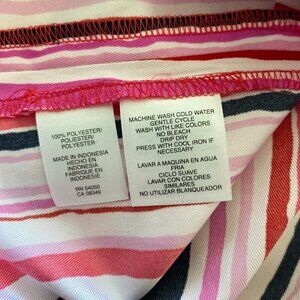 100% POLYESTER/
POLYESTER/
POLIÉSTER
MADE IN INDONESIA
HECHO EN
INDONESIA/
FABRIQUE EN
INDONESIE/
RN 54050
CA 08349
MACHINE WASH COLD WATER
GENTLE CYCLE
WASH WITH LIKE COLORS
NO BLEACH
DRIP DRY
PRESS WITH COOL IRON IF
NECESSARY
LAVAR A MAQUINA EN AGUA
FRIA
CICLO SUAVE
LAVAR CON COLORES
SIMILARES
NO UTILIZAR BLANQUEADOR